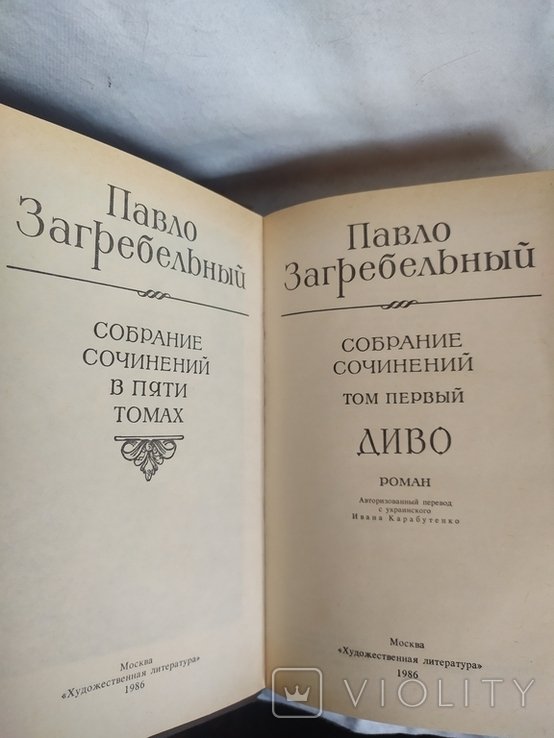 Павло
Загребельный
СОБРАНИЕ
СОЧИНЕНИЙ
В ПЯТИ
ТОМАХ
Москва
«Художественная литература»
1986
Павло
Загребельный
СОБРАНИЕ
СОЧИНЕНИЙ
ТОМ ПЕРВЫЙ
ДИВО
РОМАН
Авторизованный перевод
с украинского
Ивана Карабутенко
Москва
«Художественная литература»
1986
VIOLITY